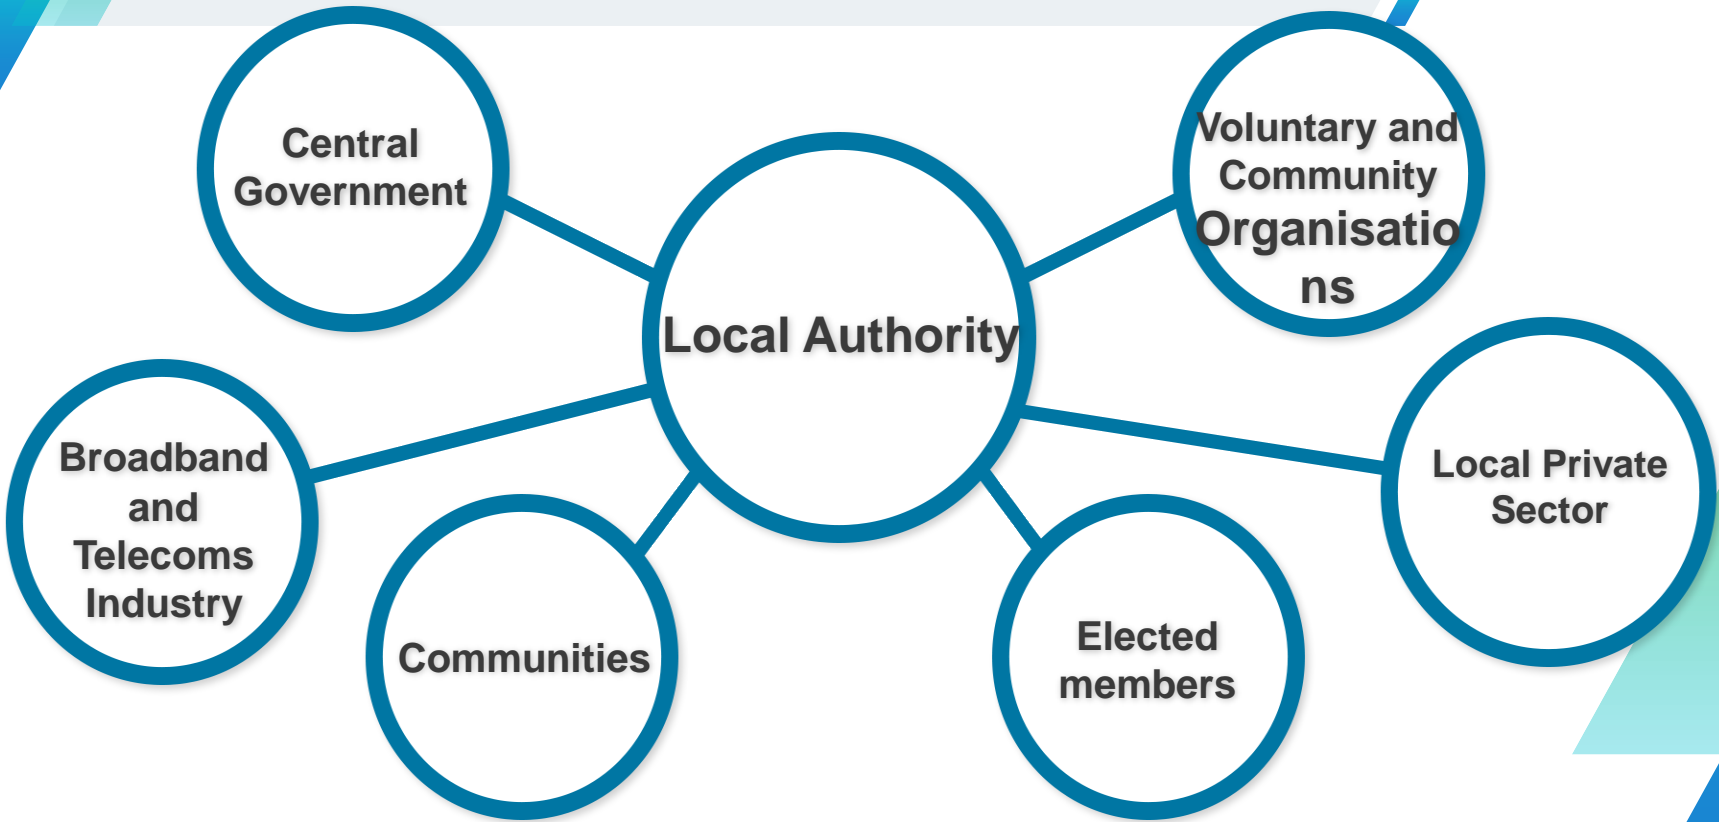 Central
Government
Voluntary and
Community
Organisatio
ns
Local Authority
Broadband
and
Telecoms
Industry
Local Private
Sector
Communities
Elected
members